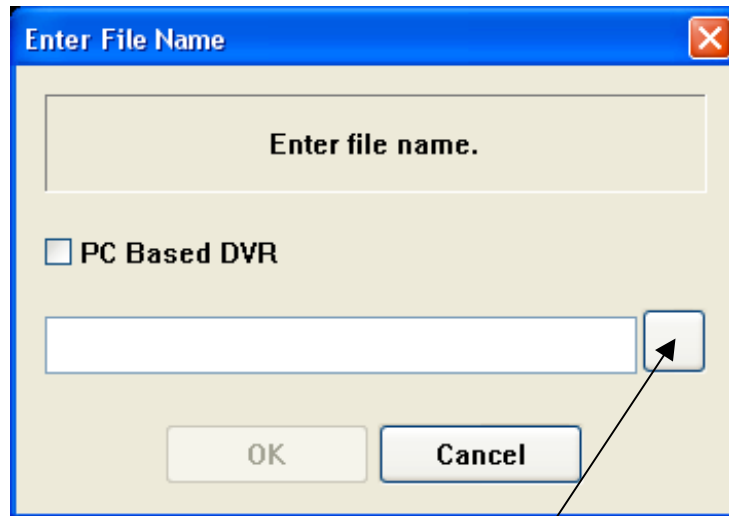 Enter File Name
Enter file name.
PC Based DVR
OK
Cancel